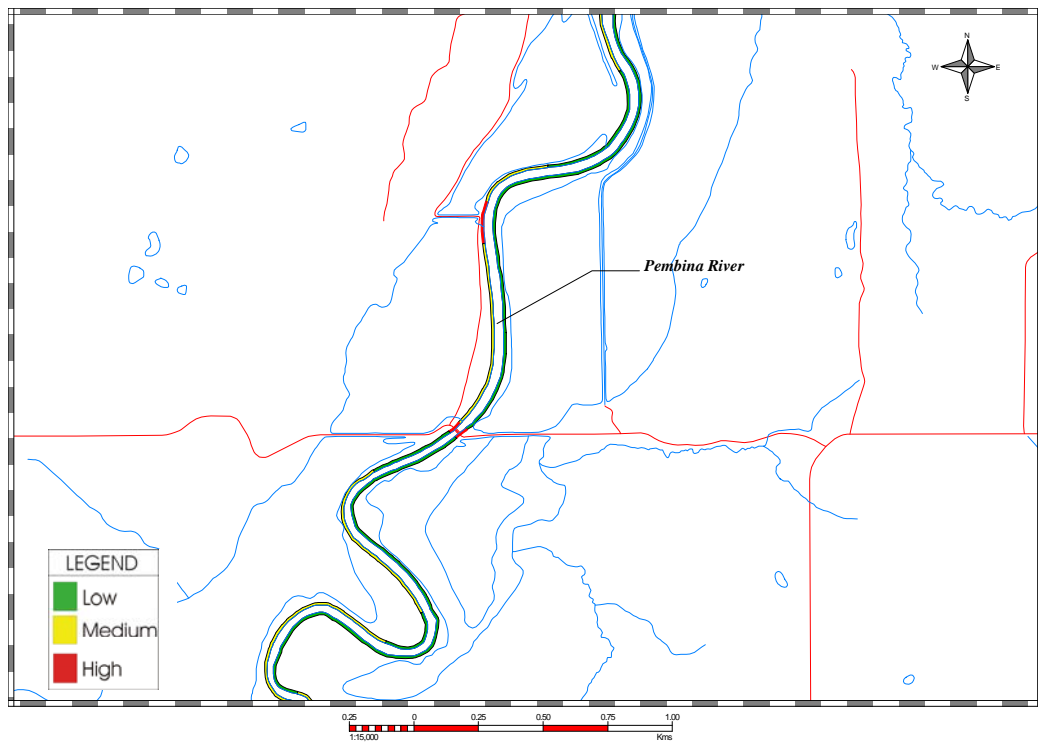 N
W E
S
Pembina River
LEGEND
Low
Medium
High
0.25 0 0.25 0.50 0.75 1.00
1:15,000 Kms